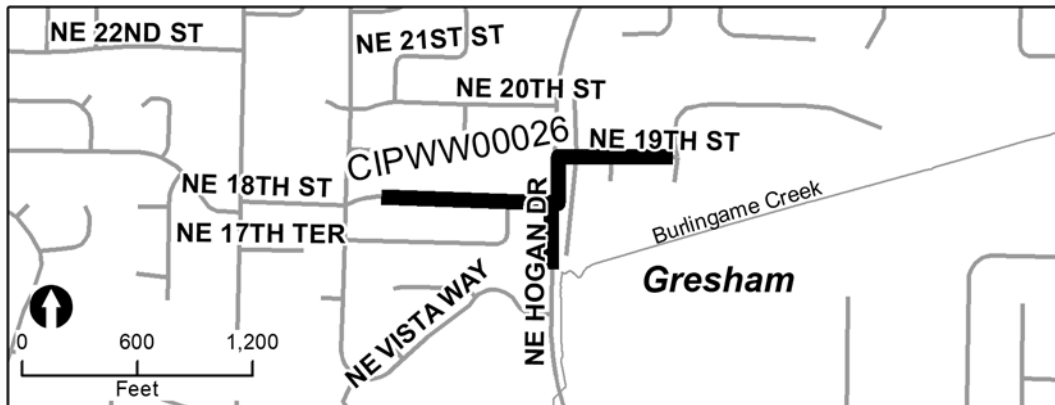 NE 22ND ST
NE 21ST ST
NE 20TH ST
CIPWW00026
NE 19TH ST
NE 18TH ST
NE 17TH TER
NE HOGAN DR
Burlingame Creek
Gresham
NE VISTA WAY
0 600 1,200
Feet